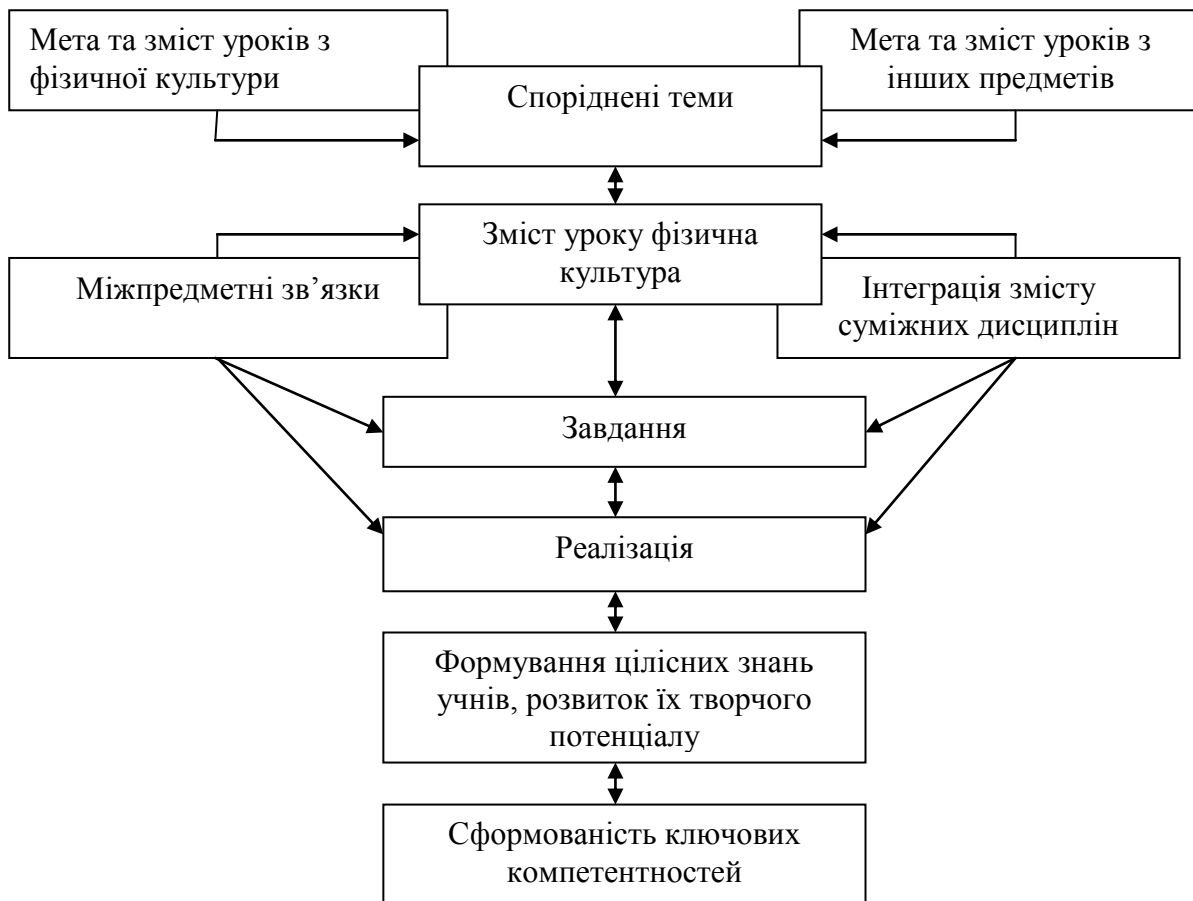 Мета та зміст уроків з
фізичної культури
Мета та зміст уроків з
інших предметів
Споріднені теми
Зміст уроку фізична
культура
Міжпредметні зв’язки
Інтеграція змісту
суміжних дисциплін
Завдання
Реалізація
Формування цілісних знань
учнів, розвиток їх творчого
потенціалу
Сформованість ключових
компетентностей